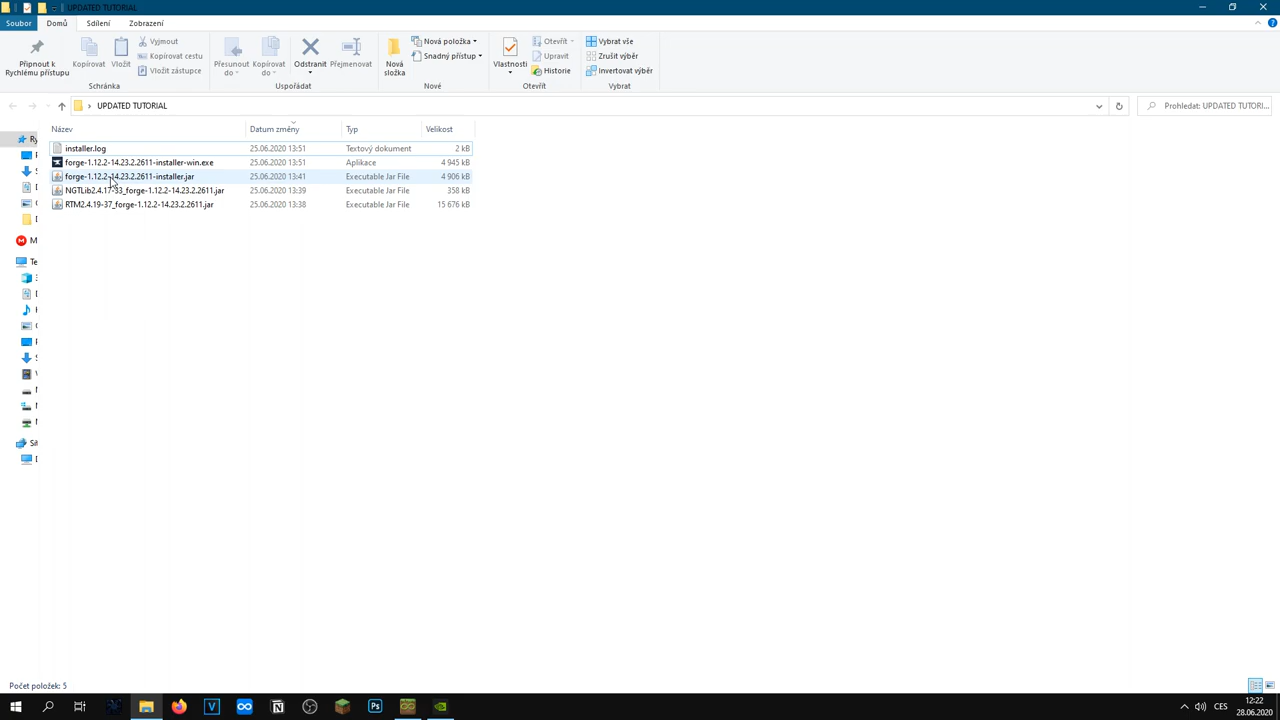 UPDATED TUTORIAL
Soubor Domů Sdílení Zobrazení
Připnout k Rychlému přístupu
Kopírovat
Vložit
Vyjmout
Kopírovat cestu
Vložit zástupce
Schránka
Přesunout do
Kopírovat do
Odstranit
Přejmenovat
Uspořádat
Nová složka
Nová položka
Snadný přístup
Nové
Vlastnosti
Otevřít
Upravit
Historie
Otevřít
Vybrat vše
Zrušit výběr
Invertovat výběr
Vybrat
UPDATED TUTORIAL
Prohledat: UPDATED TUTORI...
Název Datum změny Typ Velikost
installer.log 25.06.2020 13:51 Textový dokument 2 kB
forge-1.12.2-14.23.2.2611-installer-win.exe 25.06.2020 13:51 Aplikace 4 945 kB
forge-1.12.2-14.23.2.2611-installer.jar 25.06.2020 13:41 Executable Jar File 4 906 kB
NGTLib2.4.17-33_forge-1.12.2-14.23.2.2611.jar 25.06.2020 13:39 Executable Jar File 358 kB
RTM2.4.19-37_forge-1.12.2-14.23.2.2611.jar 25.06.2020 13:38 Executable Jar File 15 676 kB
Počet položek: 5
CES
12:22
28.06.2020